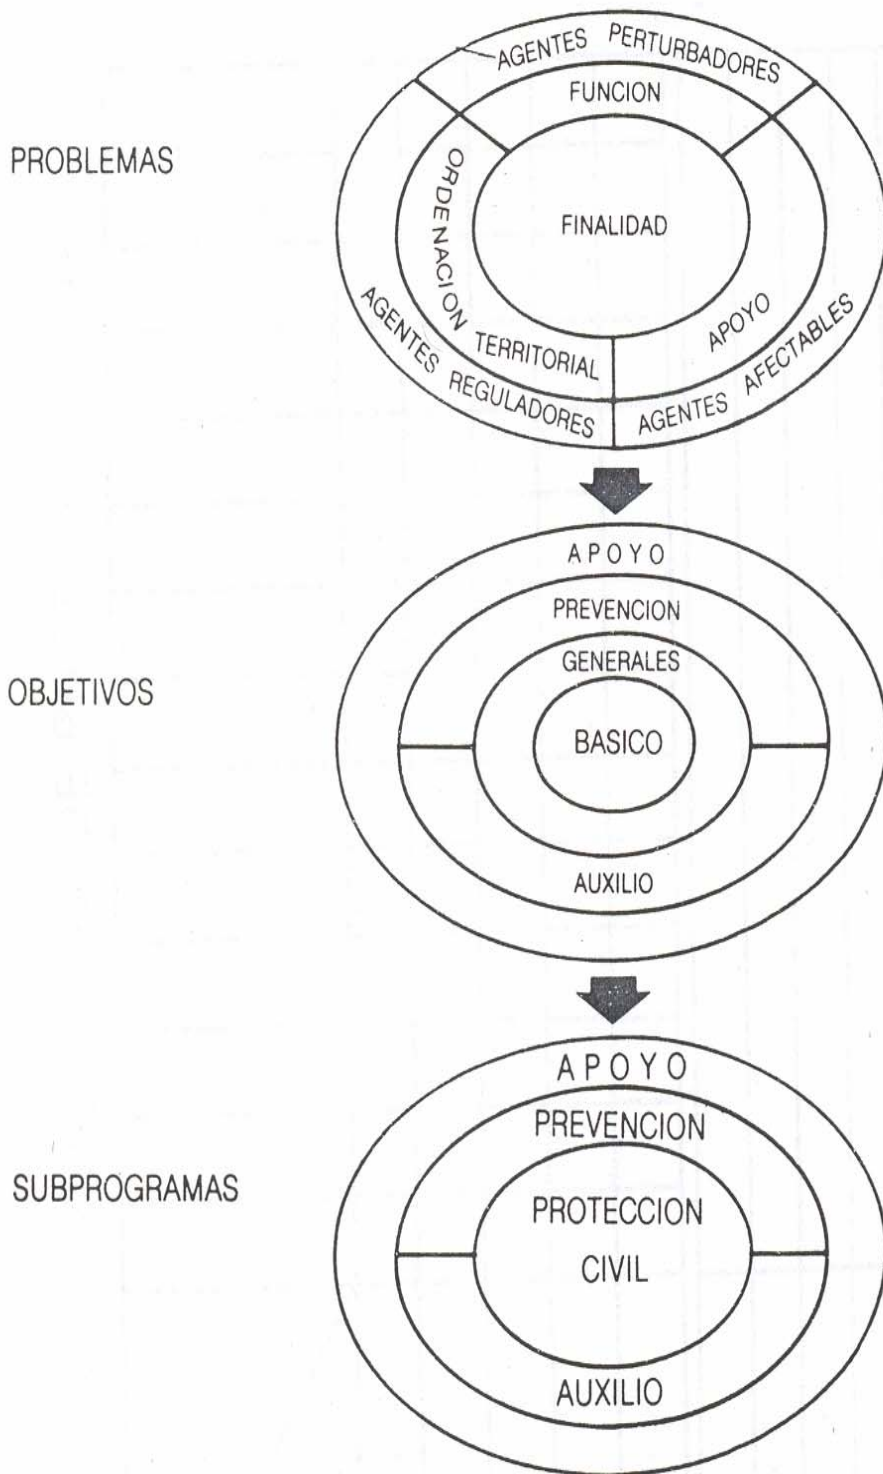 PROBLEMAS
AGENTES PERTURBADORES
FUNCION
ORDENACION TERRITORIAL
FINALIDAD
APOYO
AGENTES REGULADORES
AGENTES AFECTABLES
OBJETIVOS
APOYO
PREVENCION
GENERALES
BASICO
AUXILIO
SUBPROGRAMAS
APOYO
PREVENCION
PROTECCION
CIVIL
AUXILIO